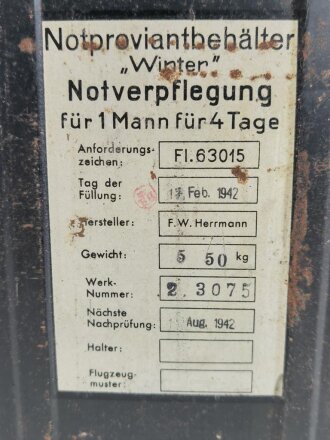 Notproviantbehälter
„Winter"
Notverpflegung
für 1 Mann für 4 Tage
Anforderungs-
zeichen: Fl. 63015
Tag der
Füllung: Feb. 1942
Hersteller: F. W. Herrmann
Gewicht: 5 50 kg
Werk-
Nummer: 2.3075
Nächste
Nachprüfung: Aug. 1942
Halter:
Flugzeug-
muster: